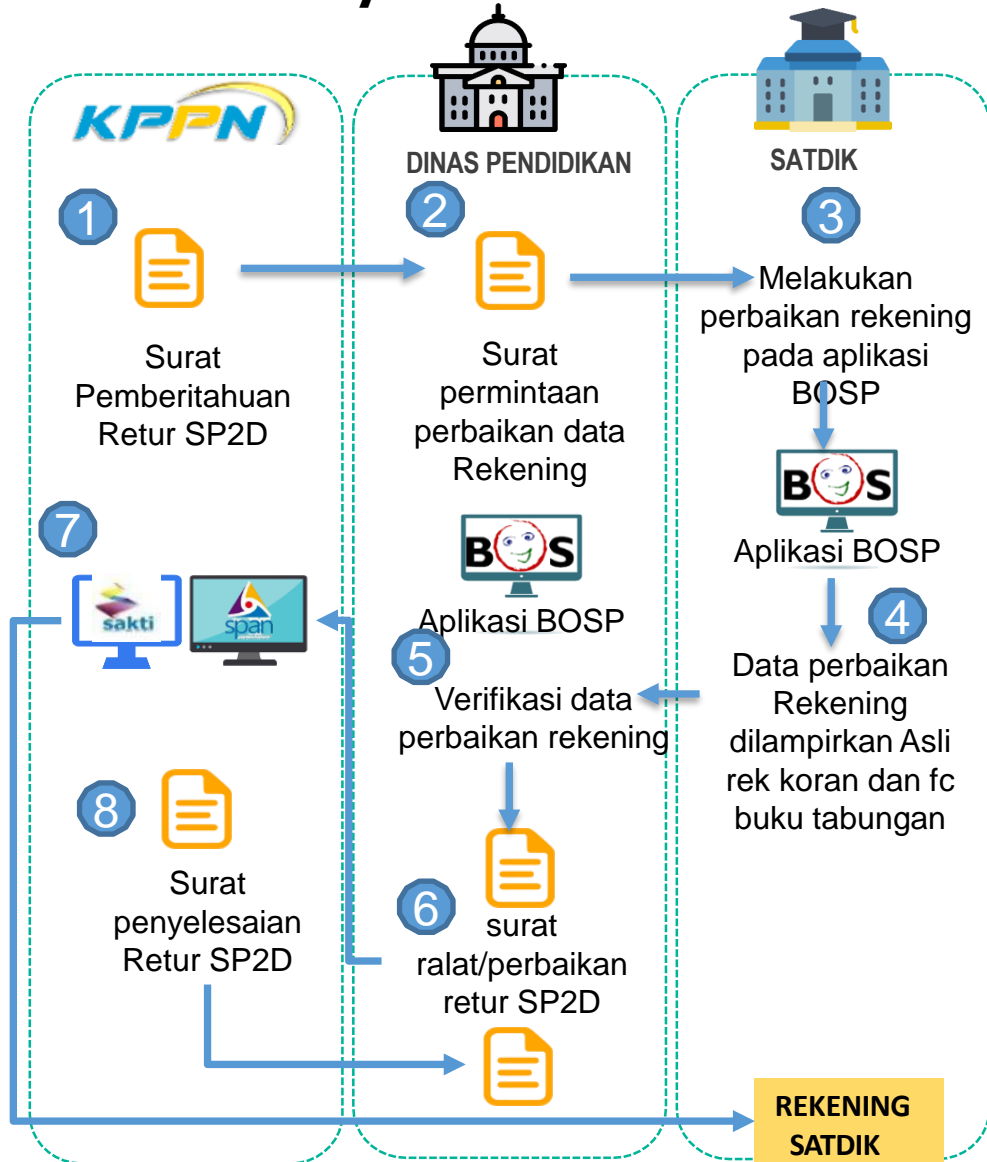 KPPN
DINAS PENDIDIKAN
SATDIK
1
Surat
Pemberitahuan
Retur SP2D
2
Surat
permintaan
perbaikan data
Rekening
3
Melakukan
perbaikan rekening
pada aplikasi
BOSP
BOS
Aplikasi BOSP
4
Data perbaikan
Rekening
dilampirkan Asli
rek koran dan fc
buku tabungan
BOS
Aplikasi BOSP
5
Verifikasi data
perbaikan rekening
6
surat
ralat/perbaikan
retur SP2D
7
sakti
span
8
Surat
penyelesaian
Retur SP2D
REKENING
SATDIK